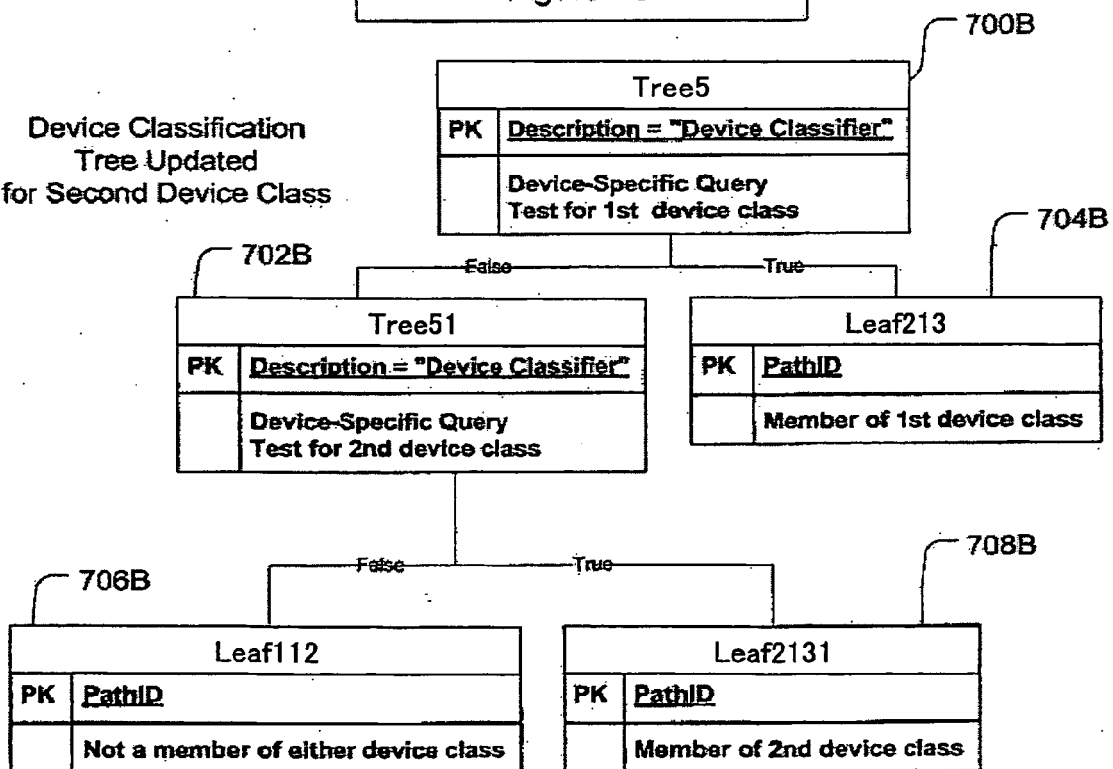 700B
Tree5
PK Description = "Device Classifier"
Device-Specific Query
Test for 1st device class
Device Classification
Tree Updated
for Second Device Class
704B
702B
False True
Tree51
PK Description = "Device Classifier"
Device-Specific Query
Test for 2nd device class
Leaf213
PK PathID
Member of 1st device class
708B
706B
False True
Leaf112
PK PathID
Not a member of either device class
Leaf2131
PK PathID
Member of 2nd device class